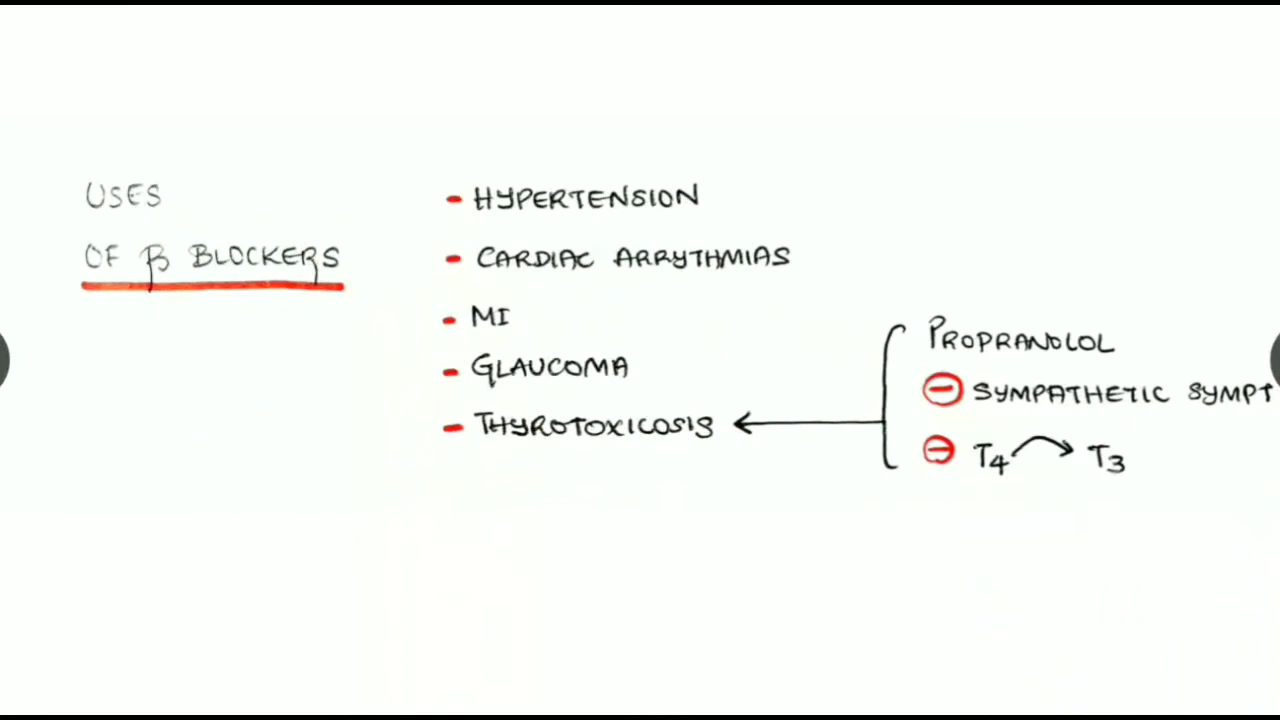 USES
OF β BLOCKERS
- HYPERTENSION
- CARDIAC ARRYTHMIAS
- MI
- GLAUCOMA
- THYROTOXICOSIS
PROPRANOLOL
⊖ SYMPATHETIC SYMPT
⊖ T4 → T3